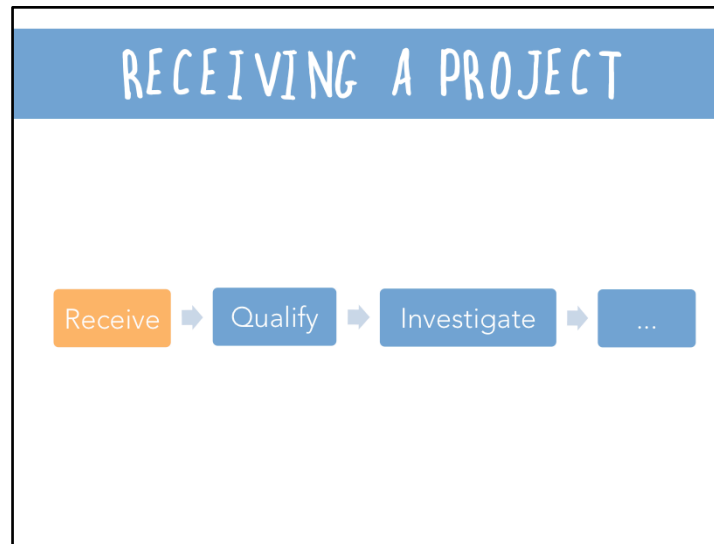 RECEIVING A PROJECT
Receive
Qualify
Investigate
...